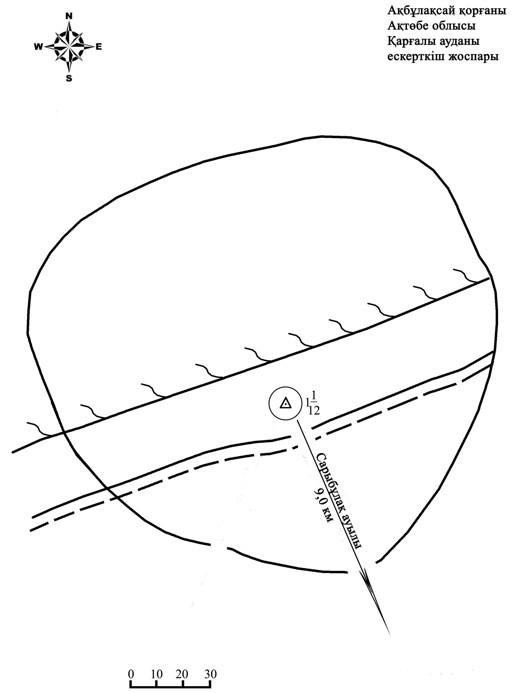 Ақбұлақсай қорғаны
Ақтөбе облысы
Қарғалы ауданы
ескерткіш жоспары
N
W E
S
1 1/12
Сарыбұлақ ауылы
9,0 км
0 10 20 30